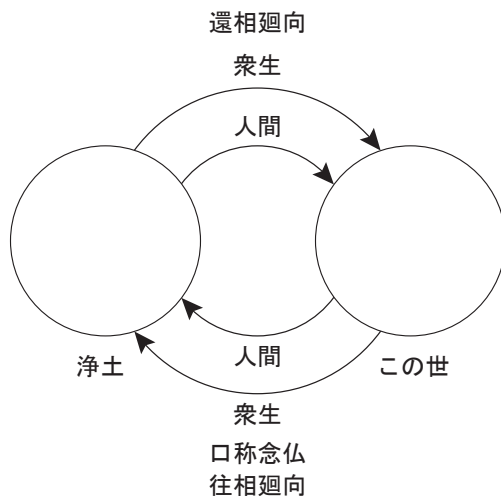 還相廻向
衆生
人間
人間
浄土
この世
衆生
口称念仏
往相廻向